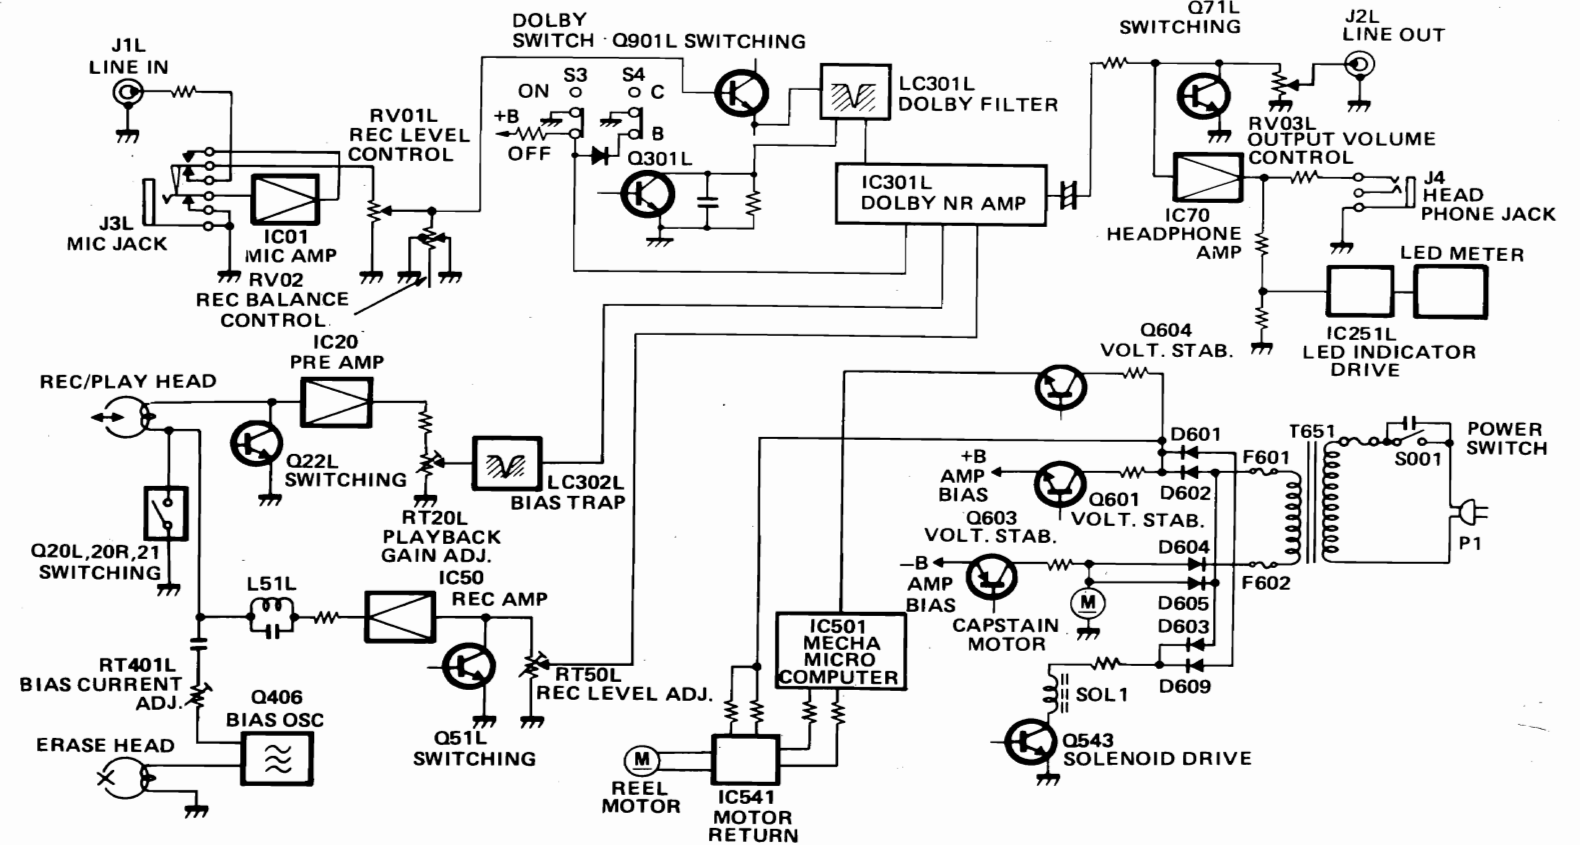 J1L
LINE IN
J3L
MIC JACK
IC01
MIC AMP
RV01L
REC LEVEL
CONTROL
RV02
REC BALANCE
CONTROL
DOLBY
SWITCH · Q901L SWITCHING
S3
S4
ON
C
+B
B
OFF
Q301L
LC301L
DOLBY FILTER
IC301L
DOLBY NR AMP
Q71L
SWITCHING
J2L
LINE OUT
RV03L
OUTPUT VOLUME
CONTROL
IC70
HEADPHONE
AMP
J4
HEAD
PHONE JACK
LED METER
IC251L
LED INDICATOR
DRIVE
REC/PLAY HEAD
IC20
PRE AMP
Q22L
SWITCHING
LC302L
BIAS TRAP
RT20L
PLAYBACK
GAIN ADJ.
Q20L,20R,21
SWITCHING
L51L
IC50
REC AMP
RT401L
BIAS CURRENT
ADJ.
Q406
BIAS OSC
ERASE HEAD
Q51L
SWITCHING
RT50L
REC LEVEL ADJ.
Q604
VOLT. STAB.
+B
AMP
BIAS
Q601
VOLT. STAB.
Q603
VOLT. STAB.
–B
AMP
BIAS
M
CAPSTAIN
MOTOR
D601
D602
D604
D605
D603
D609
F601
F602
T651
S001
POWER
SWITCH
P1
SOL1
Q543
SOLENOID DRIVE
IC501
MECHA
MICRO
COMPUTER
M
REEL
MOTOR
IC541
MOTOR
RETURN